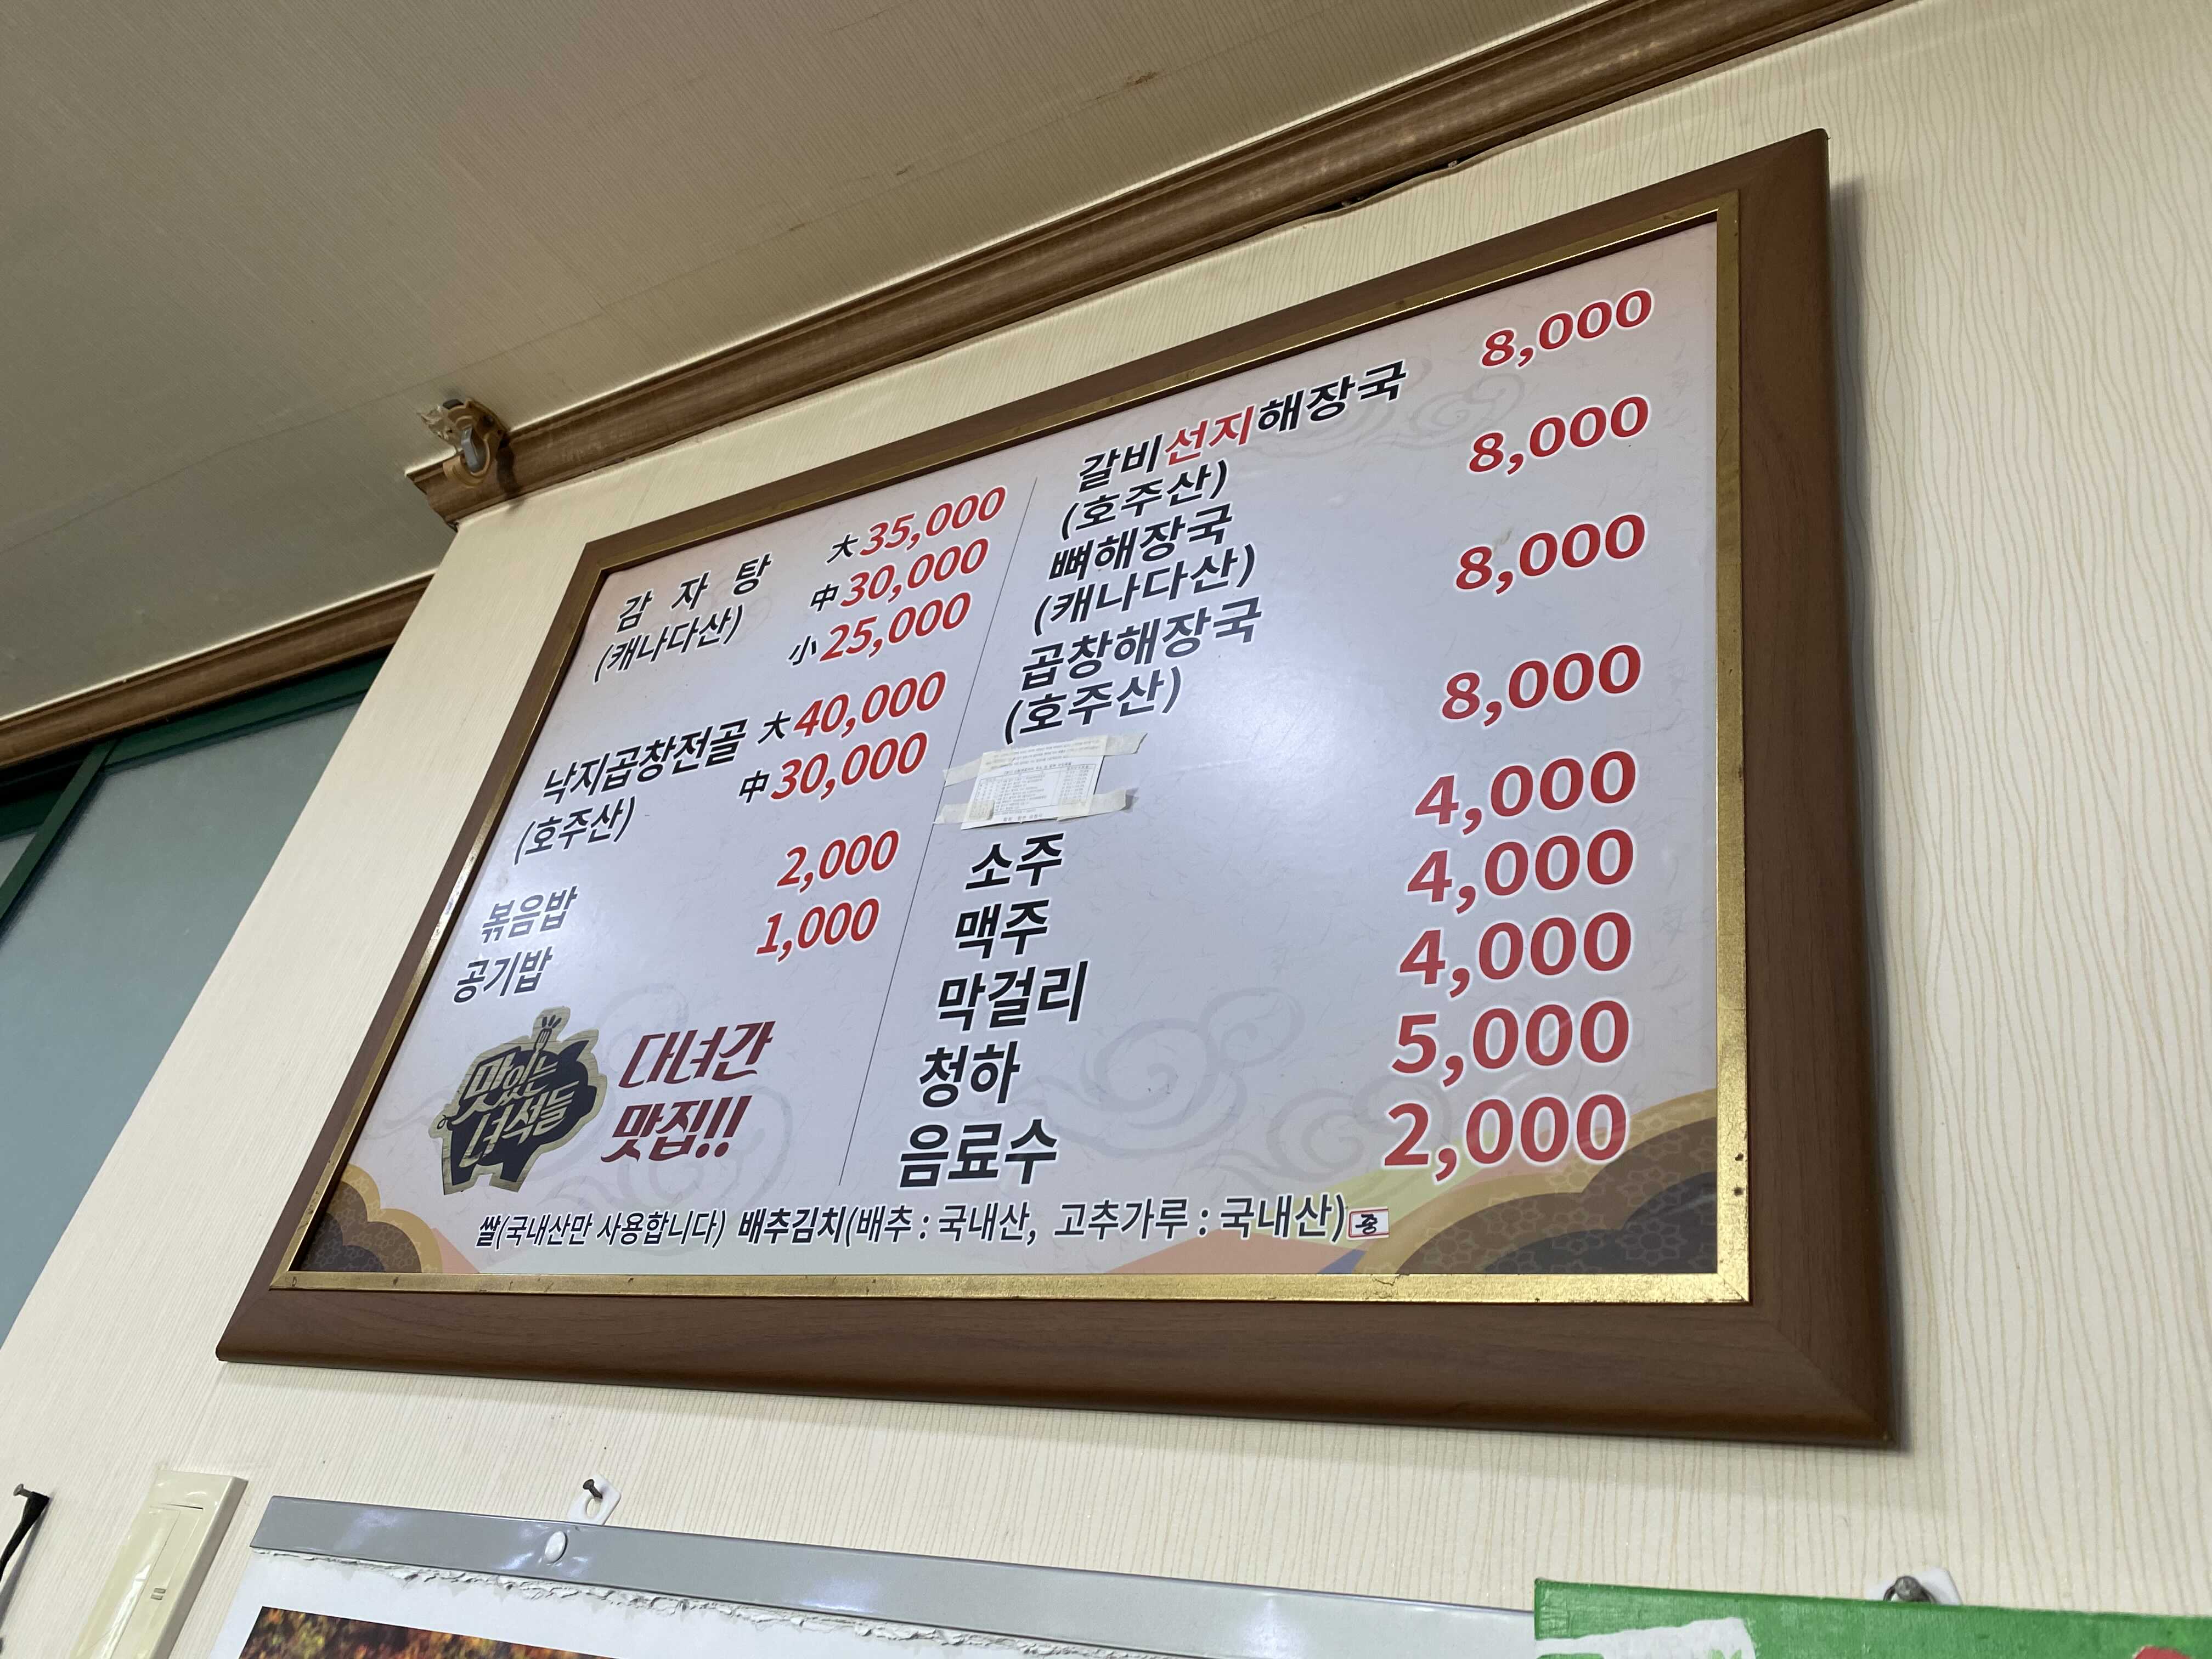 감 자 탕 大 35,000
(캐나다산) 中 30,000
小 25,000
낙지곱창전골 大 40,000
(호주산) 中 30,000
볶음밥 2,000
공기밥 1,000
맛있는
녀석들
다녀간
맛집!!
갈비선지해장국 8,000
(호주산)
뼈해장국 8,000
(캐나다산)
곱창해장국 8,000
(호주산)
8,000
소주 4,000
맥주 4,000
막걸리 4,000
청하 5,000
음료수 2,000
쌀(국내산만 사용합니다) 배추김치(배추 : 국내산, 고추가루 : 국내산)